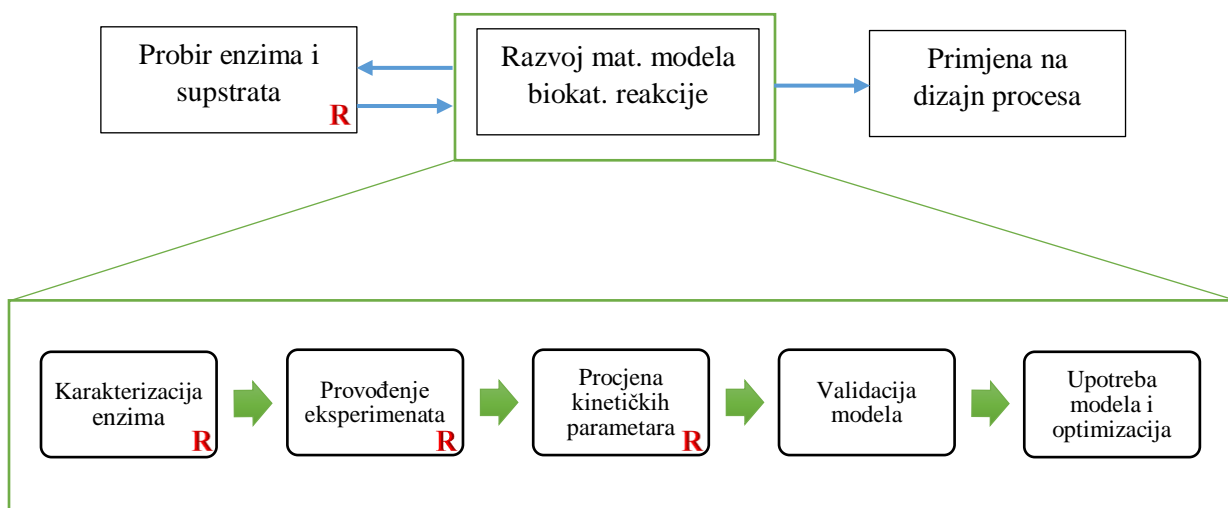 Probir enzima i
supstrata
R
Razvoj mat. modela
biokat. reakcije
Primjena na
dizajn procesa
Karakterizacija
enzima
R
Provođenje
eksperimenata
R
Procjena
kinetičkih
parametara
R
Validacija
modela
Upotreba
modela i
optimizacija